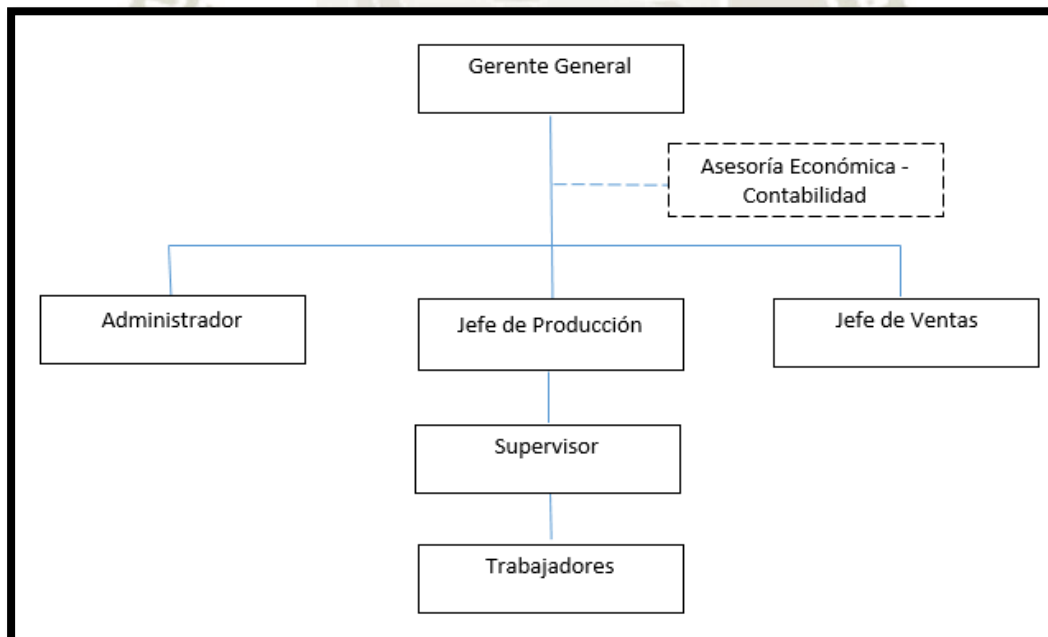 Gerente General
Asesoría Económica -
Contabilidad
Administrador
Jefe de Producción
Jefe de Ventas
Supervisor
Trabajadores